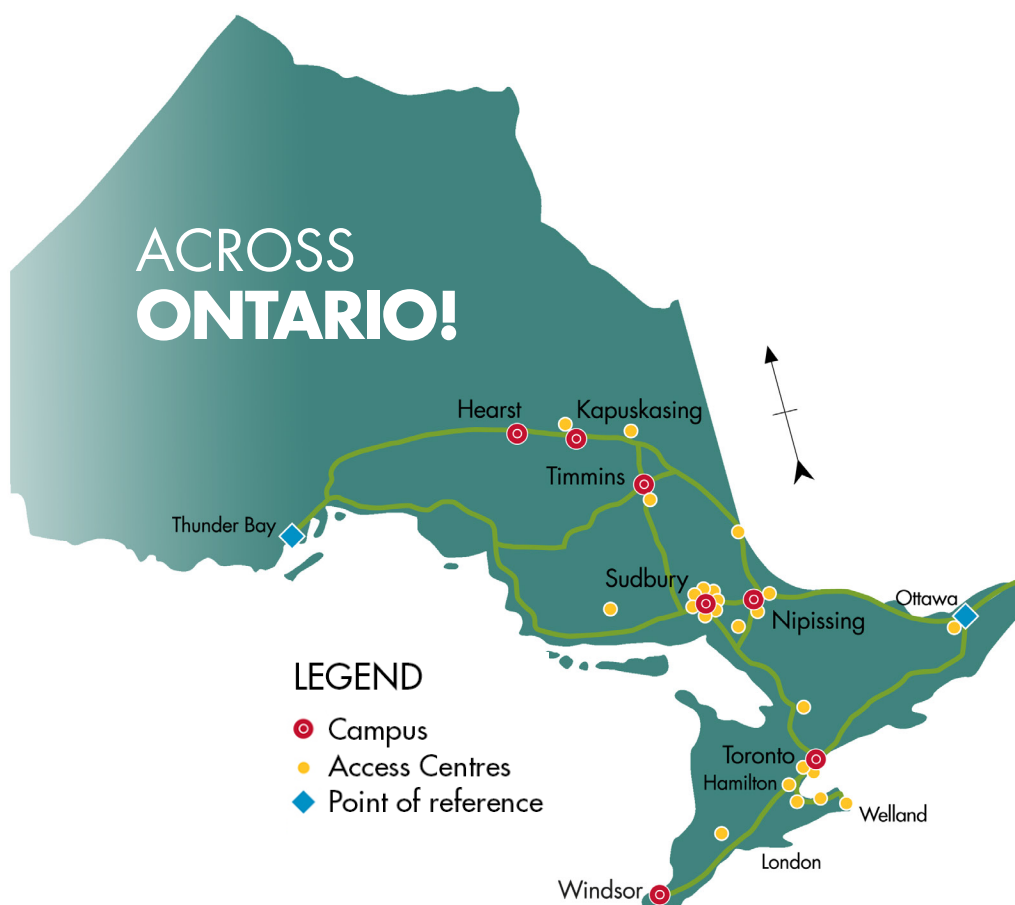 ACROSS
ONTARIO!
Hearst
Kapuskasing
Timmins
Thunder Bay
Sudbury
Ottawa
Nipissing
LEGEND
Campus
Access Centres
Point of reference
Toronto
Hamilton
Welland
London
Windsor